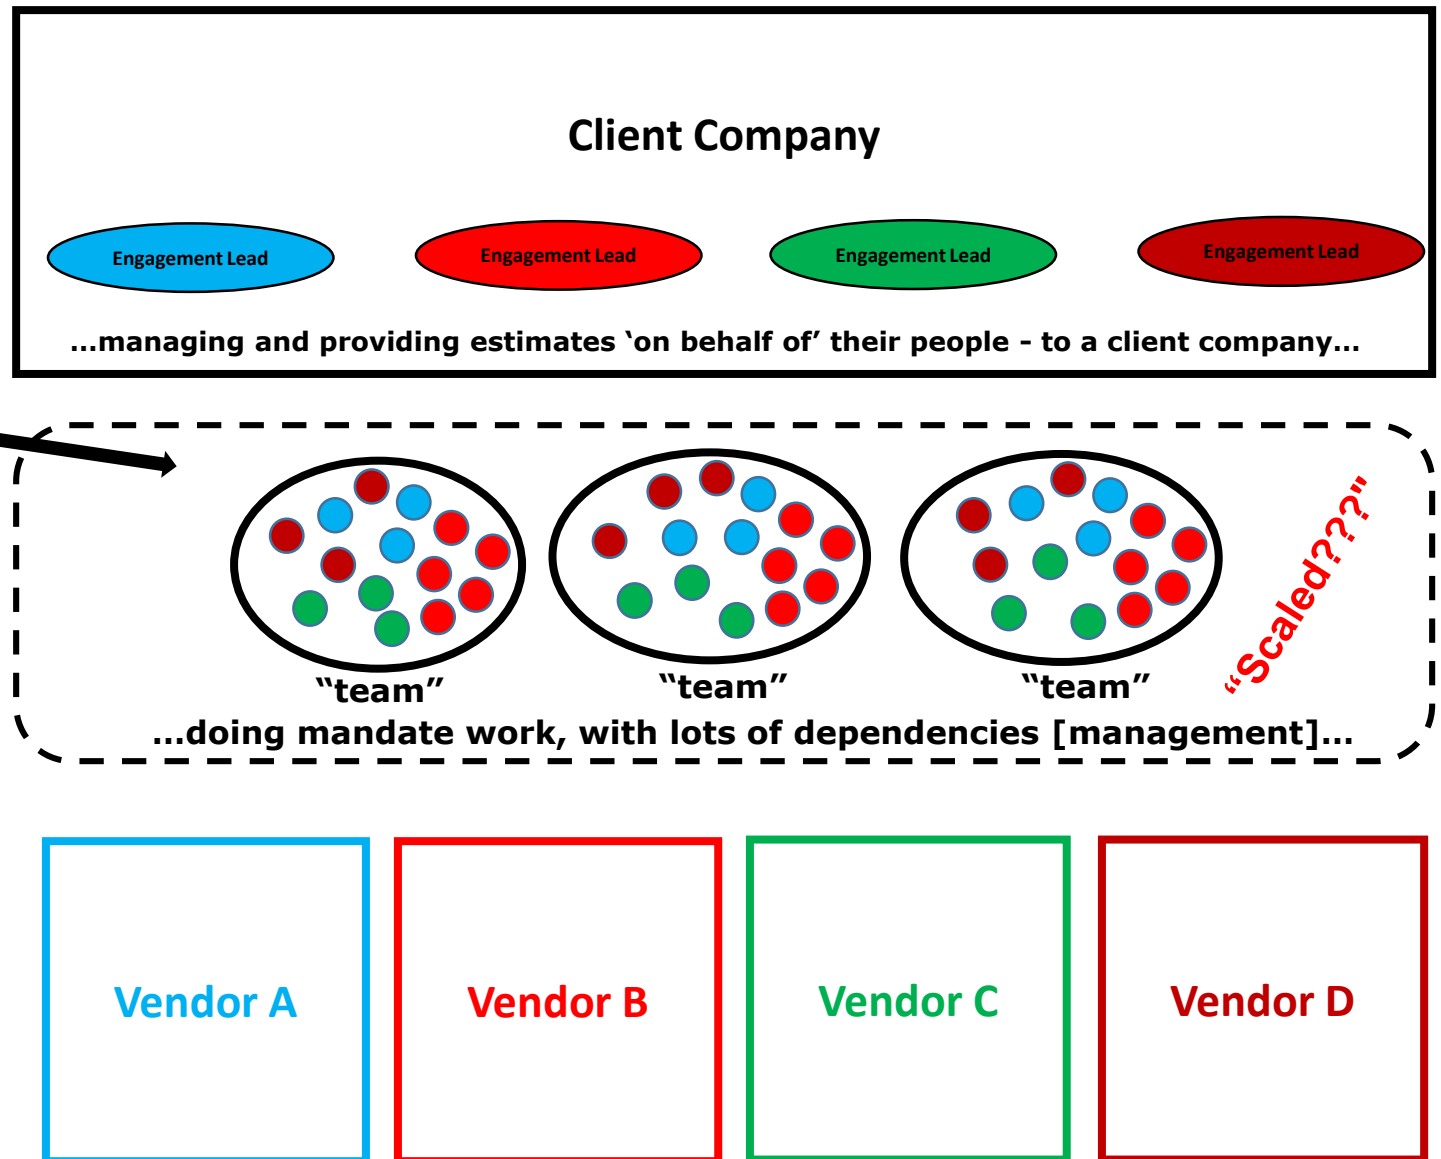 Client Company
Engagement Lead
Engagement Lead
Engagement Lead
Engagement Lead
...managing and providing estimates ‘on behalf of’ their people - to a client company...
“Scaled???"
“team”
“team”
“team”
...doing mandate work, with lots of dependencies [management]...
Vendor A
Vendor B
Vendor C
Vendor D